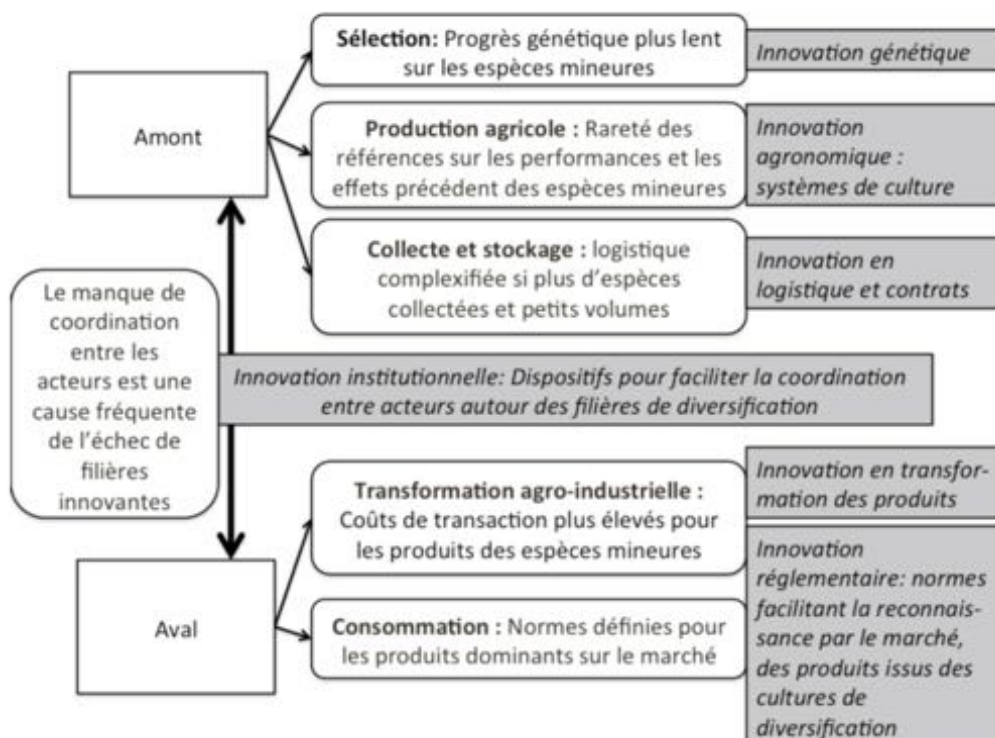 Sélection: Progrès génétique plus lent
sur les espèces mineures
Innovation génétique
Amont
Production agricole : Rareté des
références sur les performances et les
effets précédent des espèces mineures
Innovation
agronomique :
systèmes de culture
Collecte et stockage : logistique
complexifiée si plus d'espèces
collectées et petits volumes
Innovation en
logistique et contrats
Le manque de
coordination
entre les
acteurs est une
cause fréquente
de l'échec de
filières
innovantes
Innovation institutionnelle: Dispositifs pour faciliter la coordination
entre acteurs autour des filières de diversification
Transformation agro-industrielle :
Coûts de transaction plus élevés pour
les produits des espèces mineures
Innovation en transfor-
mation des produits
Aval
Consommation : Normes définies pour
les produits dominants sur le marché
Innovation
réglementaire: normes
facilitant la reconnais-
sance par le marché,
des produits issus des
cultures de
diversification